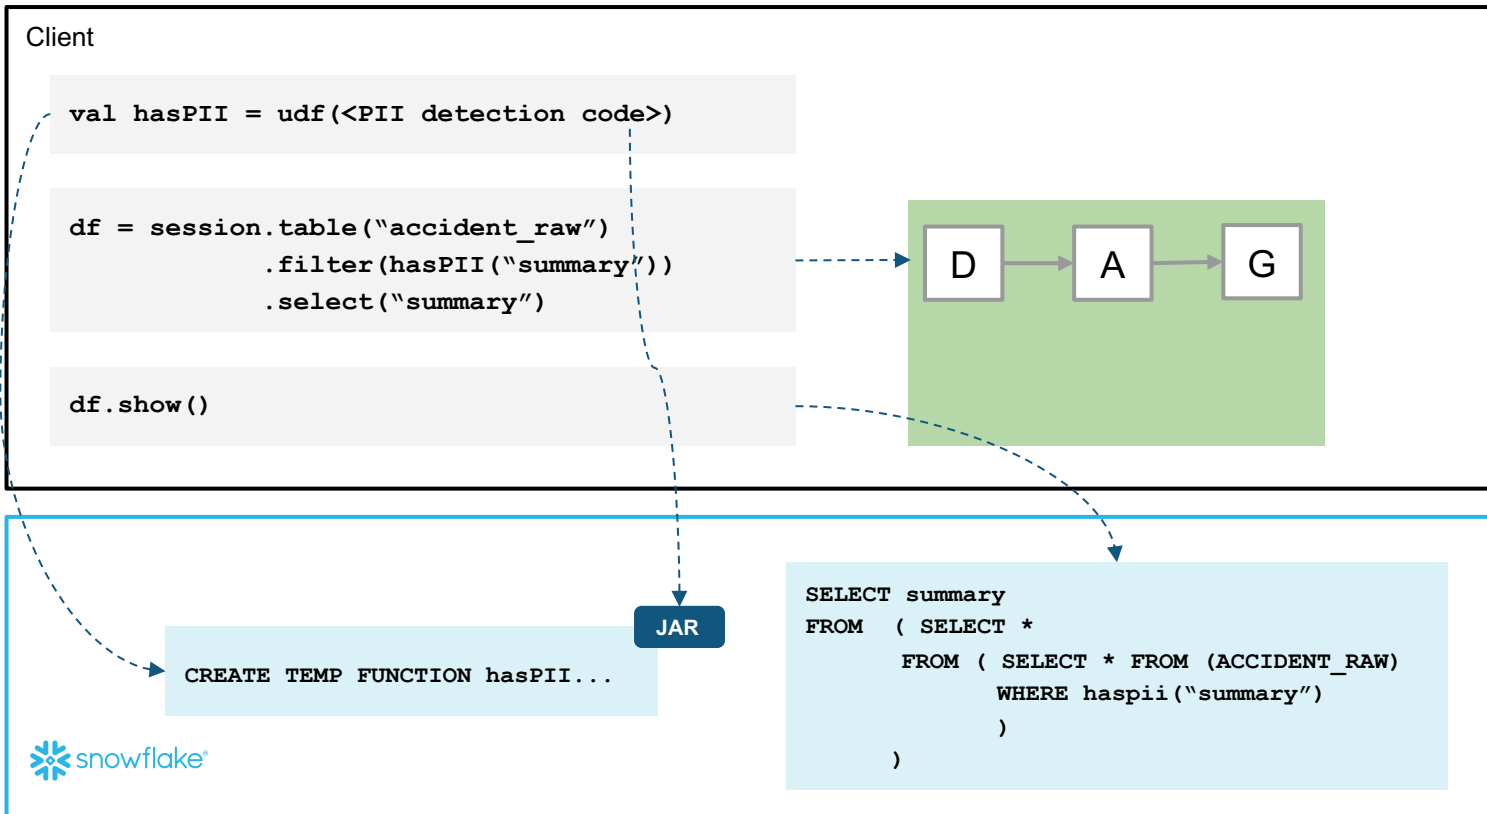 Client
val hasPII = udf(<PII detection code>)
df = session.table(“accident_raw”)
.filter(hasPII(“summary”))
.select(“summary”)
D A G
df.show()
JAR
CREATE TEMP FUNCTION hasPII...
SELECT summary
FROM ( SELECT *
FROM ( SELECT * FROM (ACCIDENT_RAW)
WHERE haspii(“summary”)
)
)
snowflake®